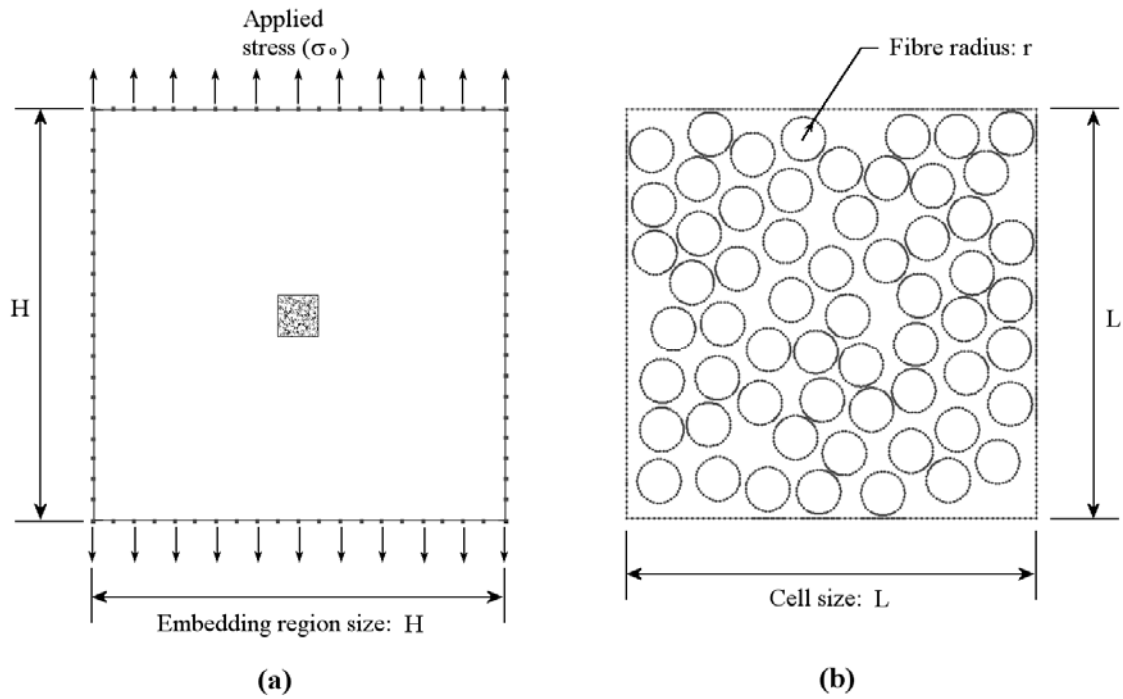 Applied
stress (σₒ)
Fibre radius: r
H
L
Embedding region size: H
Cell size: L
(a)
(b)